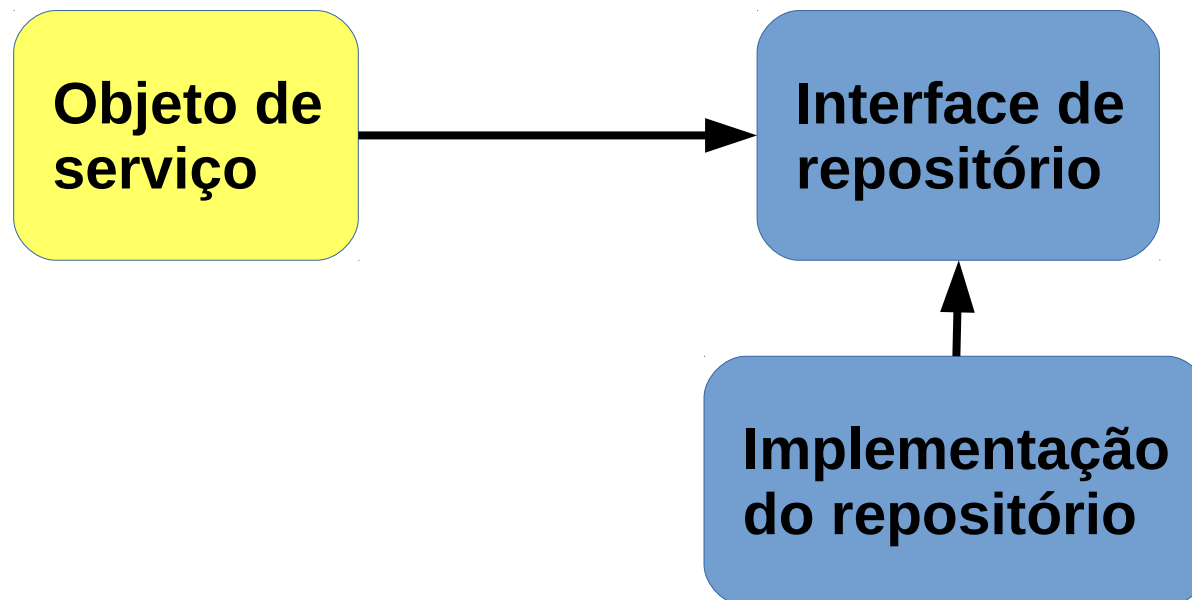 Objeto de
serviço
Interface de
repositório
Implementação
do repositório